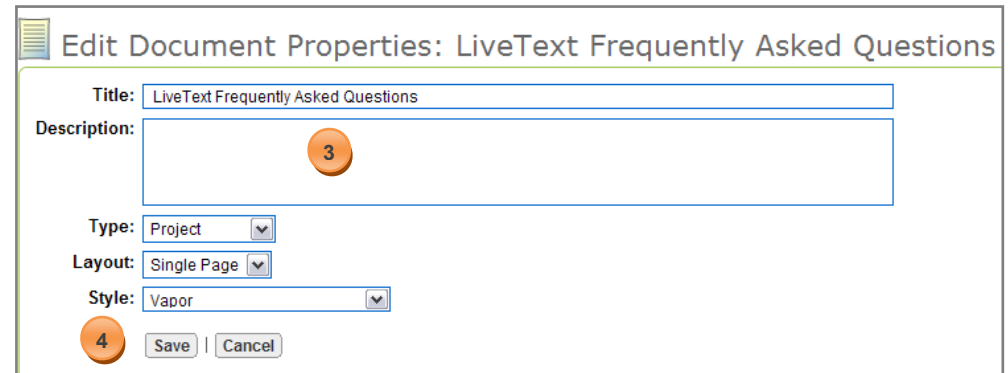 Edit Document Properties: LiveText Frequently Asked Questions
Title: LiveText Frequently Asked Questions
Description:
3
Type: Project
Layout: Single Page
Style: Vapor
4 Save | Cancel